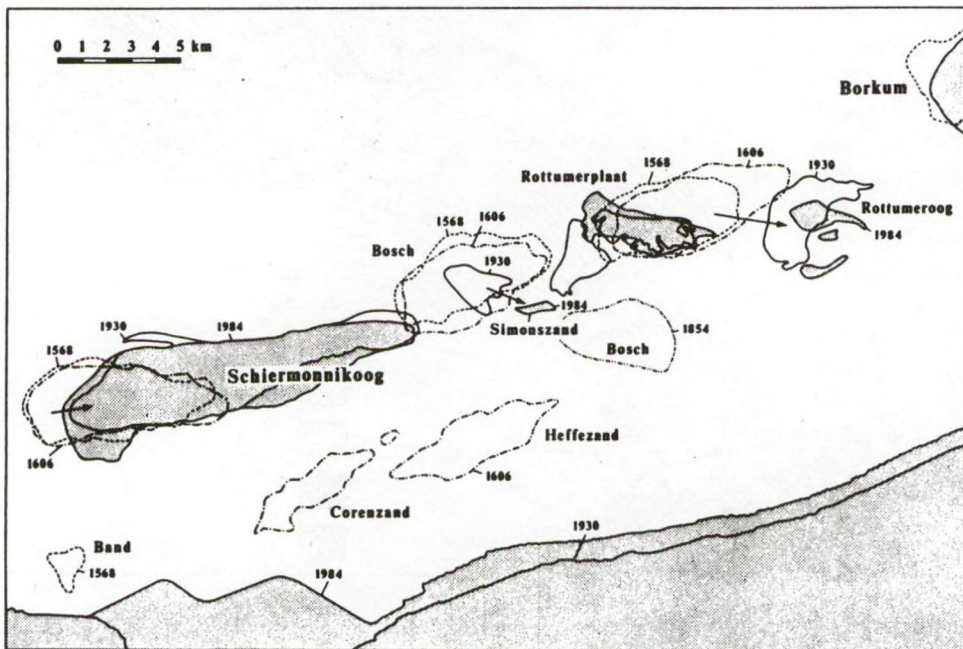 0 1 2 3 4 5 km
Borkum
1606
1568
1930
Rottumerplaat
Rottumeroog
1984
1606
1568
Bosch
1930
1984
Simonszand
1854
Bosch
1930
1984
1568
Schiermonnikoog
1606
Heffezand
1606
Corenzand
1930
Band
1568
1984